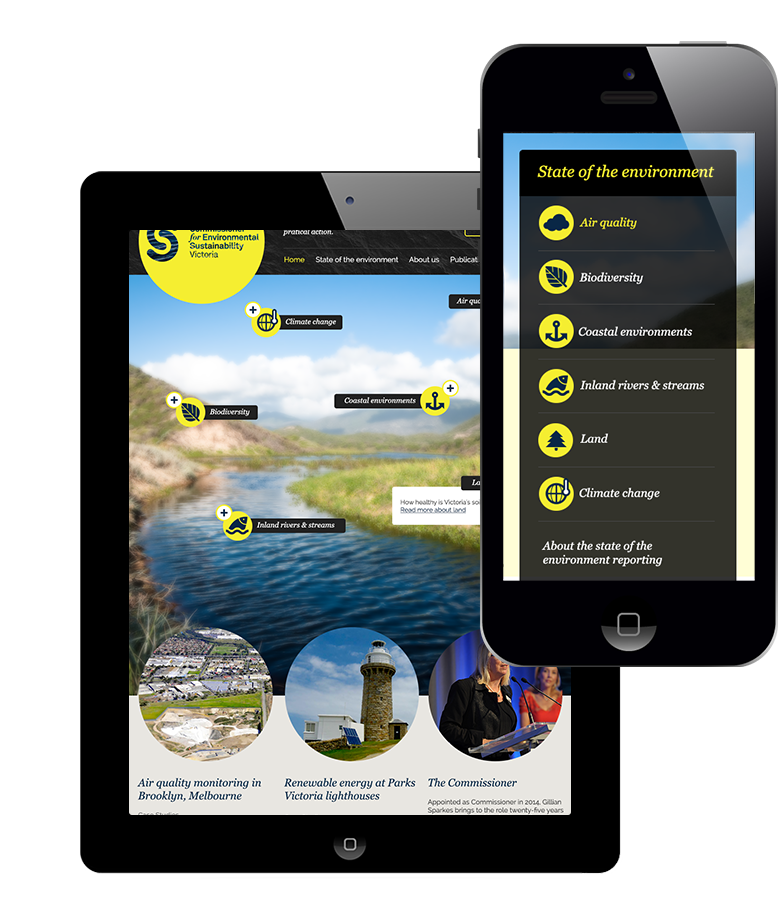 pratical action.
Commissioner
for Environmental
Sustainability
Victoria
Home State of the environment About us Publicat
Air qu
Climate change
Coastal environments
Biodiversity
La
How healthy is Victoria's so
Read more about land
Inland rivers & streams
Air quality monitoring in
Brooklyn, Melbourne
Case Studies
Renewable energy at Parks
Victoria lighthouses
The Commissioner
Appointed as Commissioner in 2014, Gillian
Sparkes brings to the role twenty-five years
State of the environment
Air quality
Biodiversity
Coastal environments
Inland rivers & streams
Land
Climate change
About the state of the
environment reporting